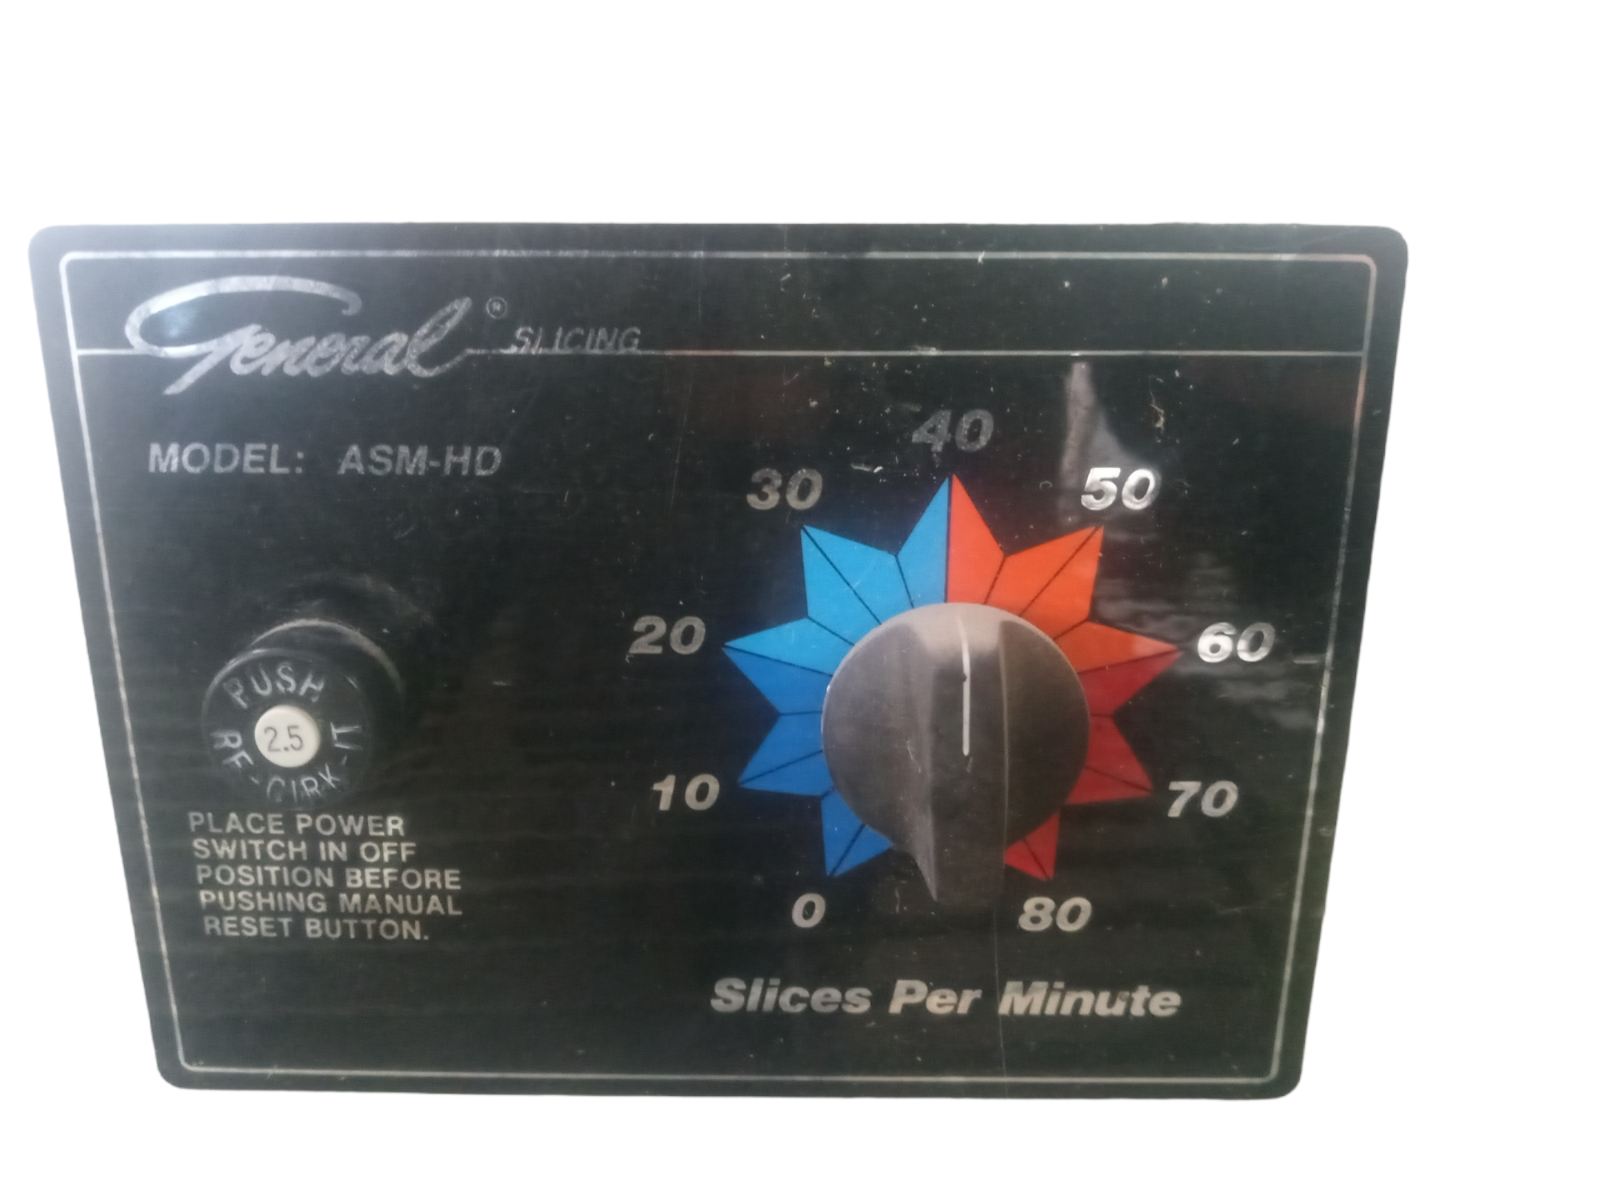 General® SLICING
MODEL: ASM-HD
40
30
50
20
60
10
70
0
80
Slices Per Minute
PUSH
2.5
RE-CIRK-IT
PLACE POWER
SWITCH IN OFF
POSITION BEFORE
PUSHING MANUAL
RESET BUTTON.